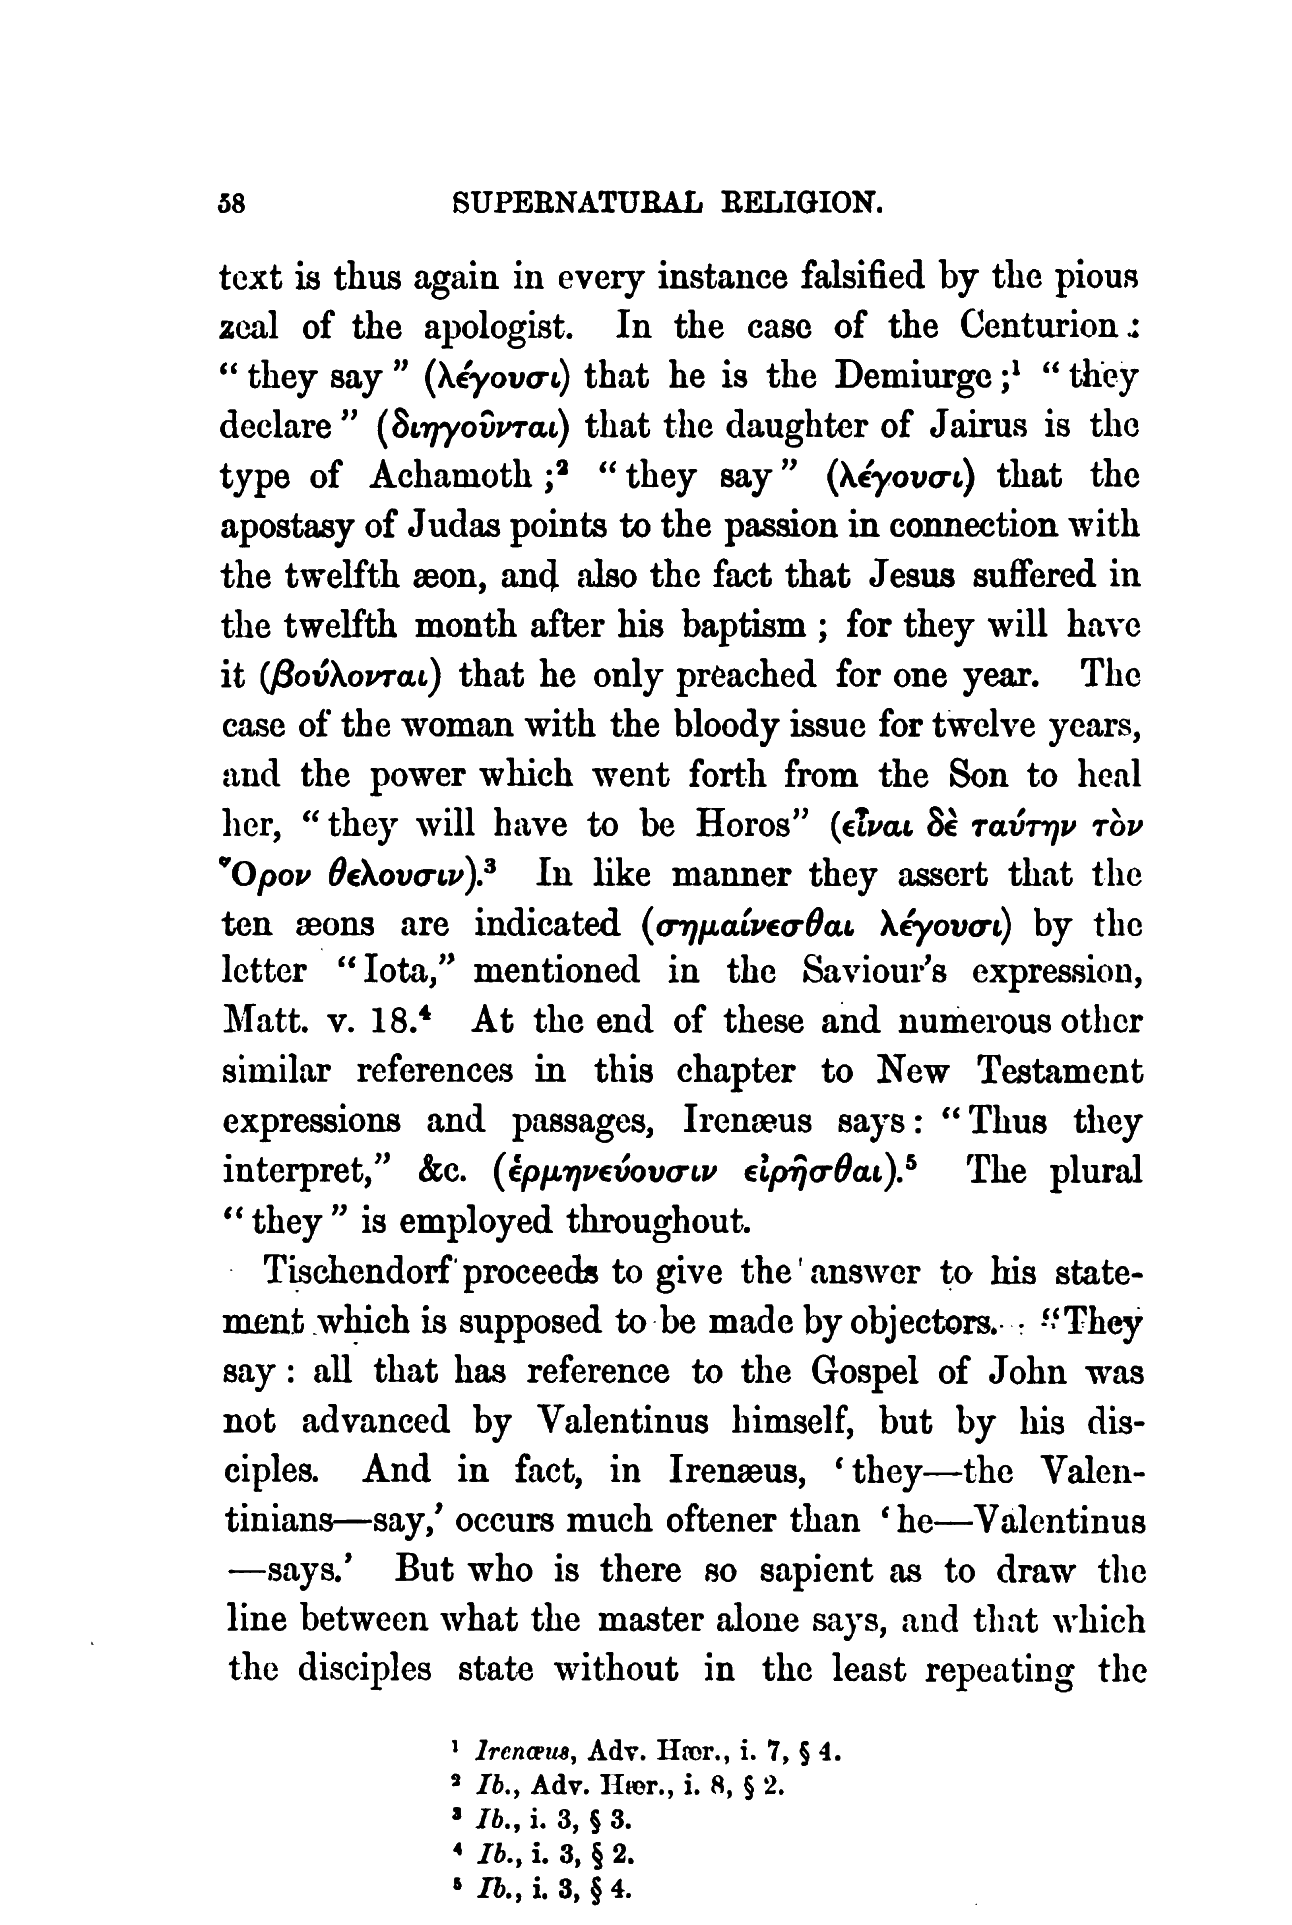 58 SUPERNATURAL RELIGION.
text is thus again in every instance falsified by the pious
zeal of the apologist. In the case of the Centurion :
“ they say ” (λέγουσι) that he is the Demiurge ;¹ “ they
declare ” (διηγοῦνται) that the daughter of Jairus is the
type of Achamoth ;² “ they say ” (λέγουσι) that the
apostasy of Judas points to the passion in connection with
the twelfth æon, and also the fact that Jesus suffered in
the twelfth month after his baptism ; for they will have
it (βούλονται) that he only preached for one year. The
case of the woman with the bloody issue for twelve years,
and the power which went forth from the Son to heal
her, “ they will have to be Horos” (εἶναι δὲ ταύτην τὸν
Ὅρον θελουσιν).³ In like manner they assert that the
ten æons are indicated (σημαίνεσθαι λέγουσι) by the
letter “ Iota,” mentioned in the Saviour’s expression,
Matt. v. 18.⁴ At the end of these and numerous other
similar references in this chapter to New Testament
expressions and passages, Irenæus says : “ Thus they
interpret,” &c. (ἑρμηνεύουσιν εἰρῆσθαι).⁵ The plural
“ they ” is employed throughout.
Tischendorf proceeds to give the answer to his state-
ment which is supposed to be made by objectors. : “They
say : all that has reference to the Gospel of John was
not advanced by Valentinus himself, but by his dis-
ciples. And in fact, in Irenæus, ‘ they—the Valen-
tinians—say,’ occurs much oftener than ‘ he—Valentinus
—says.’ But who is there so sapient as to draw the
line between what the master alone says, and that which
the disciples state without in the least repeating the
¹ Irenæus, Adv. Hær., i. 7, § 4.
² Ib., Adv. Hær., i. 8, § 2.
³ Ib., i. 3, § 3.
⁴ Ib., i. 3, § 2.
⁵ Ib., i. 3, § 4.